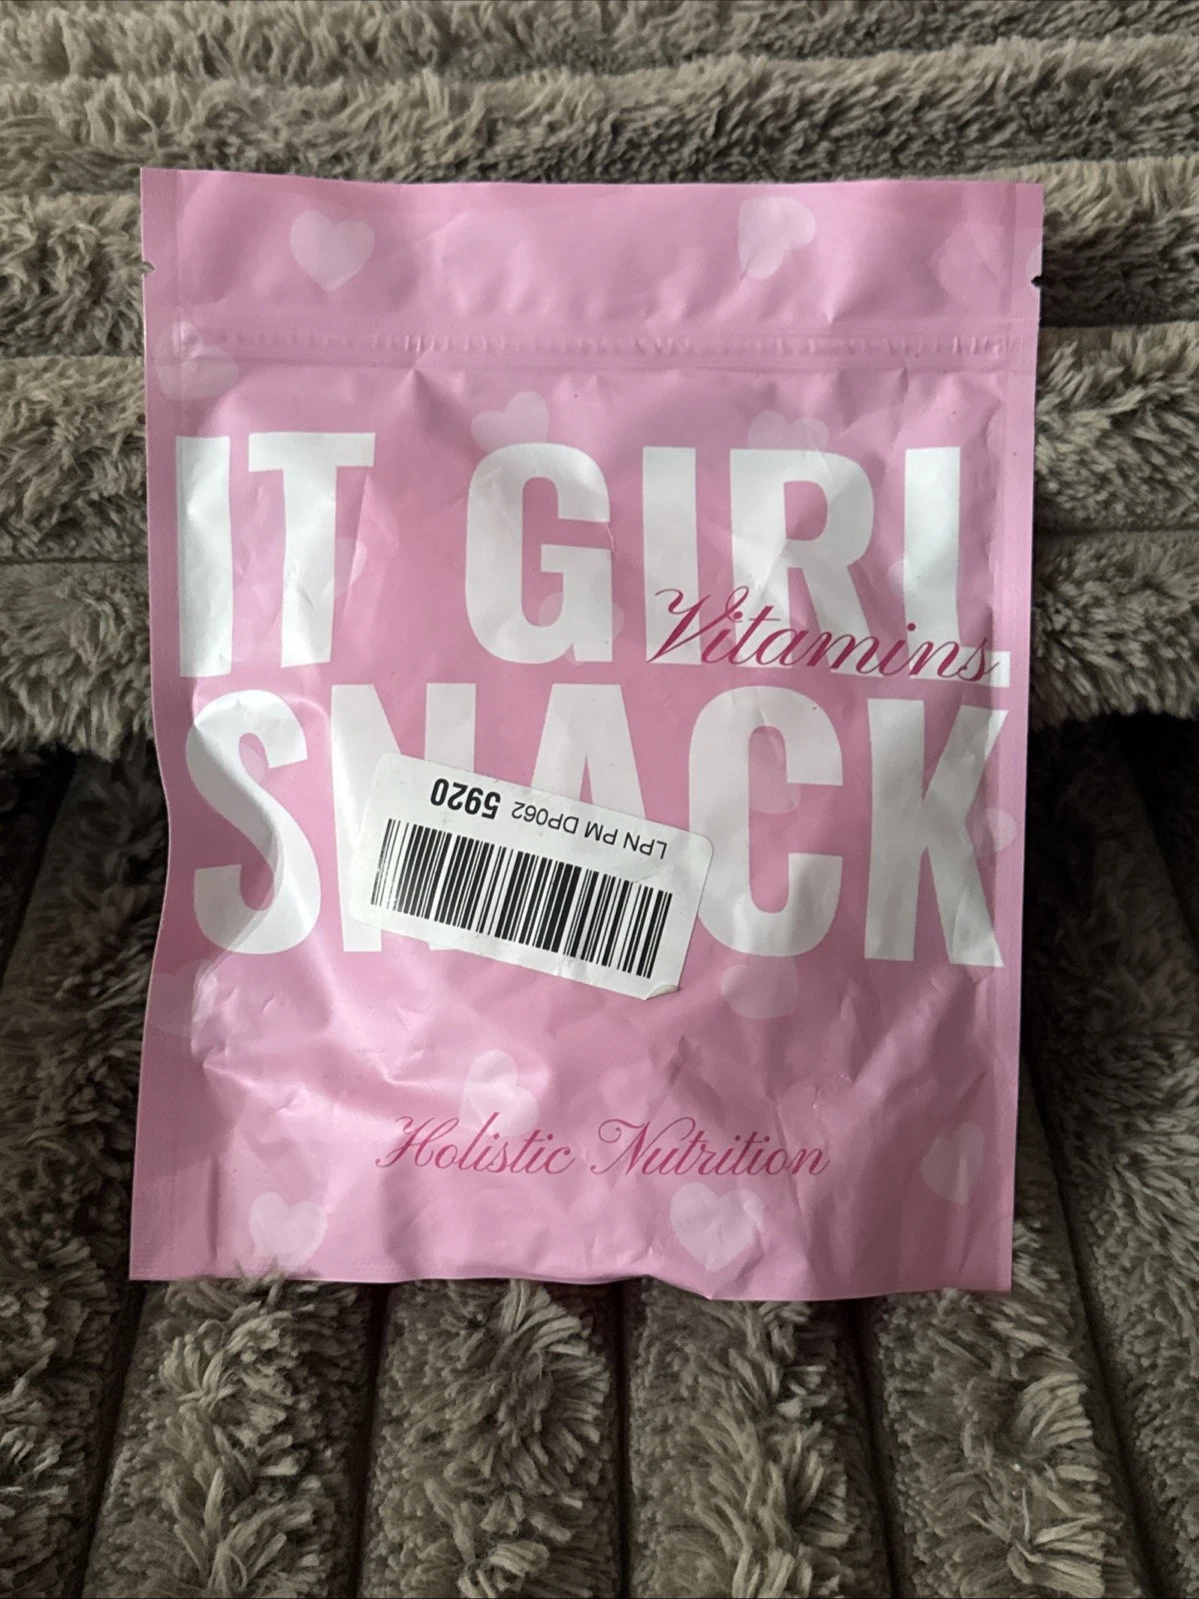 IT GIRL
Vitamins
SNACK
LPN PM DP062 5920
Holistic Nutrition